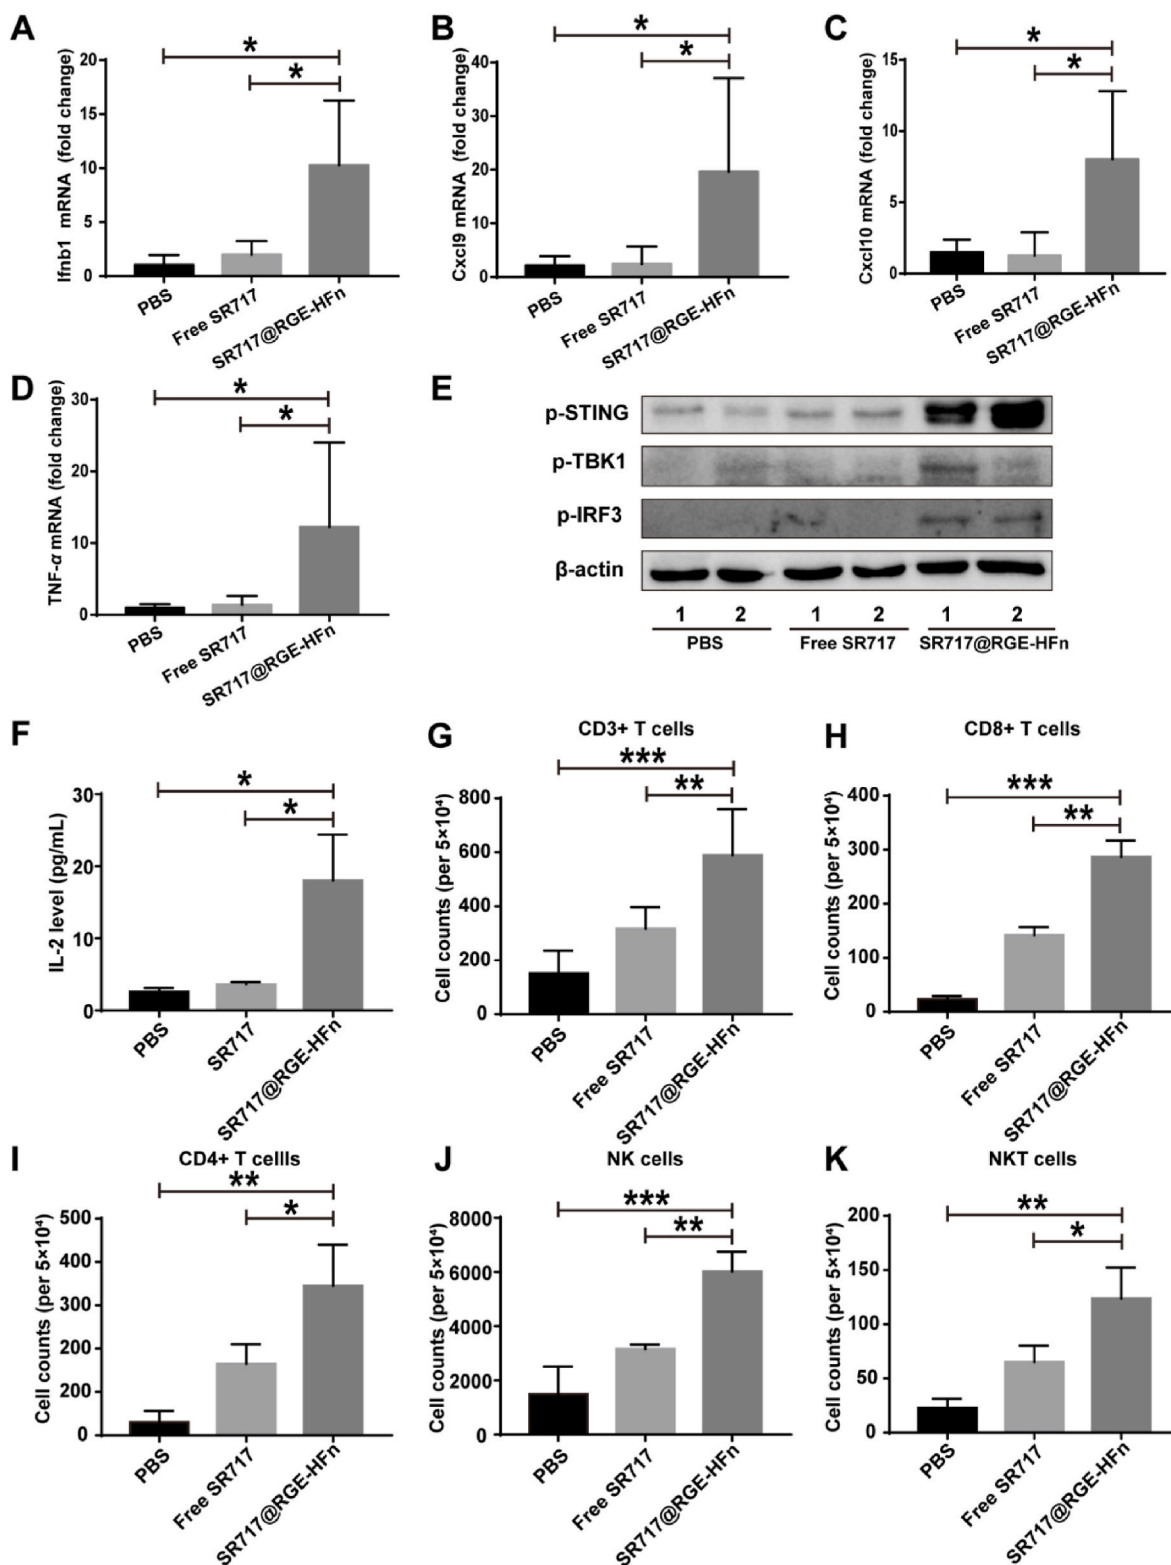 A
Ifnb1 mRNA (fold change)
20
15
10
5
0
*
*
PBS
Free SR717
SR717@RGE-HFn
B
Cxcl9 mRNA (fold change)
40
30
20
10
0
*
*
PBS
Free SR717
SR717@RGE-HFn
C
Cxcl10 mRNA (fold change)
15
10
5
0
*
*
PBS
Free SR717
SR717@RGE-HFn
D
TNF-α mRNA (fold change)
30
20
10
0
*
*
PBS
Free SR717
SR717@RGE-HFn
E
p-STING
p-TBK1
p-IRF3
β-actin
1 2 1 2 1 2
PBS Free SR717 SR717@RGE-HFn
F
IL-2 level (pg/mL)
30
20
10
0
*
*
PBS
SR717
SR717@RGE-HFn
G
CD3+ T cells
Cell counts (per 5×10⁴)
800
600
400
200
0
***
**
PBS
Free SR717
SR717@RGE-HFn
H
CD8+ T cells
Cell counts (per 5×10⁴)
400
300
200
100
0
***
**
PBS
Free SR717
SR717@RGE-HFn
I
CD4+ T cellls
Cell counts (per 5×10⁴)
500
400
300
200
200
0
**
*
PBS
Free SR717
SR717@RGE-HFn
J
NK cells
Cell counts (per 5×10⁴)
8000
6000
4000
2000
0
***
**
PBS
Free SR717
SR717@RGE-HFn
K
NKT cells
Cell counts (per 5×10⁴)
200
150
100
50
0
**
*
PBS
Free SR717
SR717@RGE-HFn